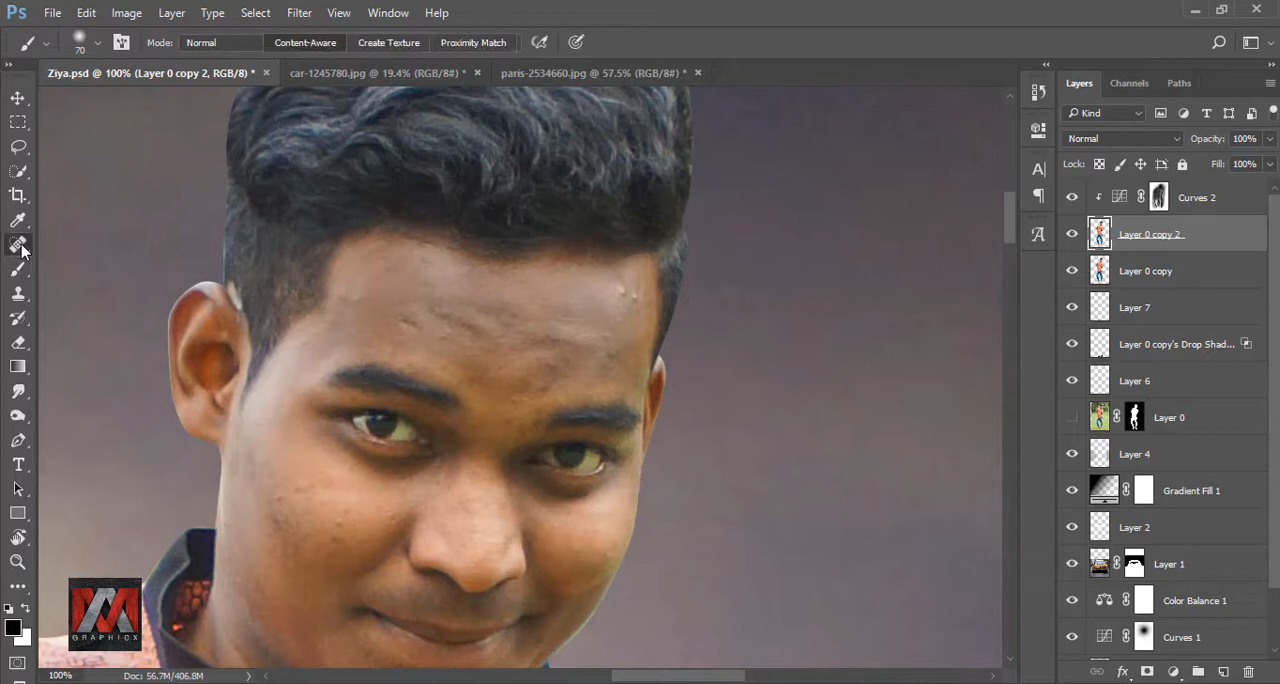 Ps File Edit Image Layer Type Select Filter 3D View Window Help
70 Mode: Normal Content-Aware Create Texture Proximity Match
Ziya.psd @ 100% (Layer 0 copy 2, RGB/8) * × car-1245780.jpg @ 19.4% (RGB/8#) * × paris-2534660.jpg @ 57.5% (RGB/8#) * ×
Layers Channels Paths
Kind
Normal Opacity: 100%
Lock: Fill: 100%
Curves 2
Layer 0 copy 2
Layer 0 copy
Layer 7
Layer 0 copy's Drop Shad...
Layer 6
Layer 0
Layer 4
Gradient Fill 1
Layer 2
Layer 1
Color Balance 1
Curves 1
GRAPHICX
100% Doc: 56.7M/406.8M